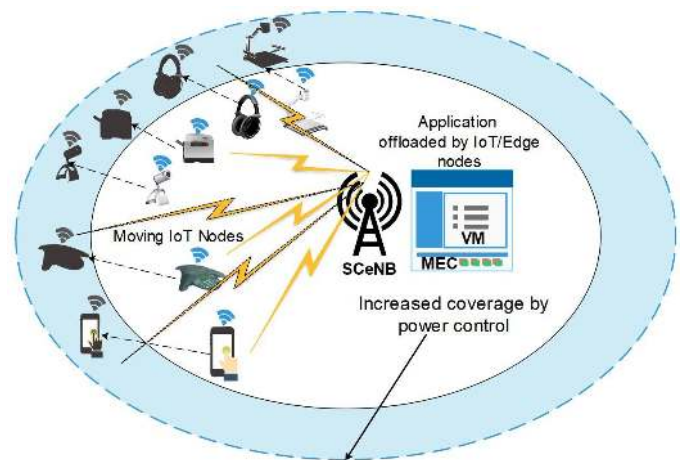 Application
offloaded by IoT/Edge
nodes
VM
MEC
Moving IoT Nodes
SCeNB
Increased coverage by
power control